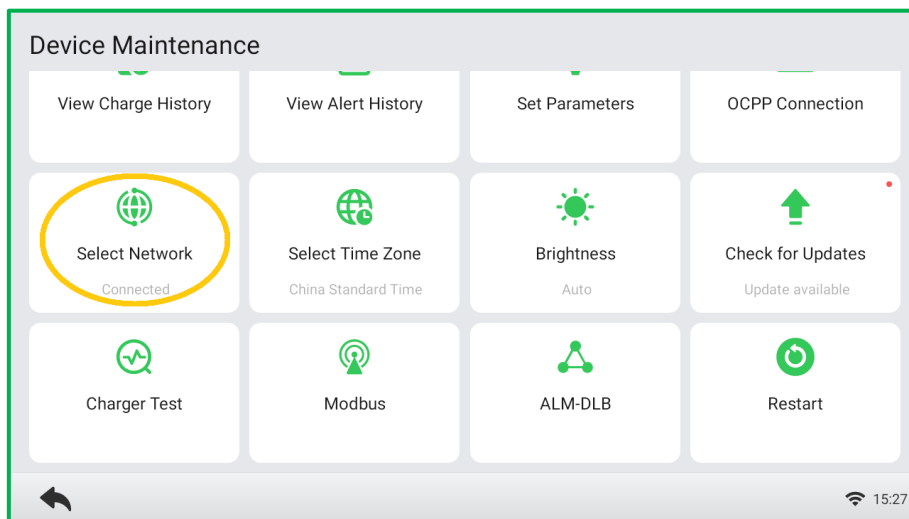 Device Maintenance
View Charge History
View Alert History
Set Parameters
OCPP Connection
Select Network
Connected
Select Time Zone
China Standard Time
Brightness
Auto
Check for Updates
Update available
Charger Test
Modbus
ALM-DLB
Restart
15:27